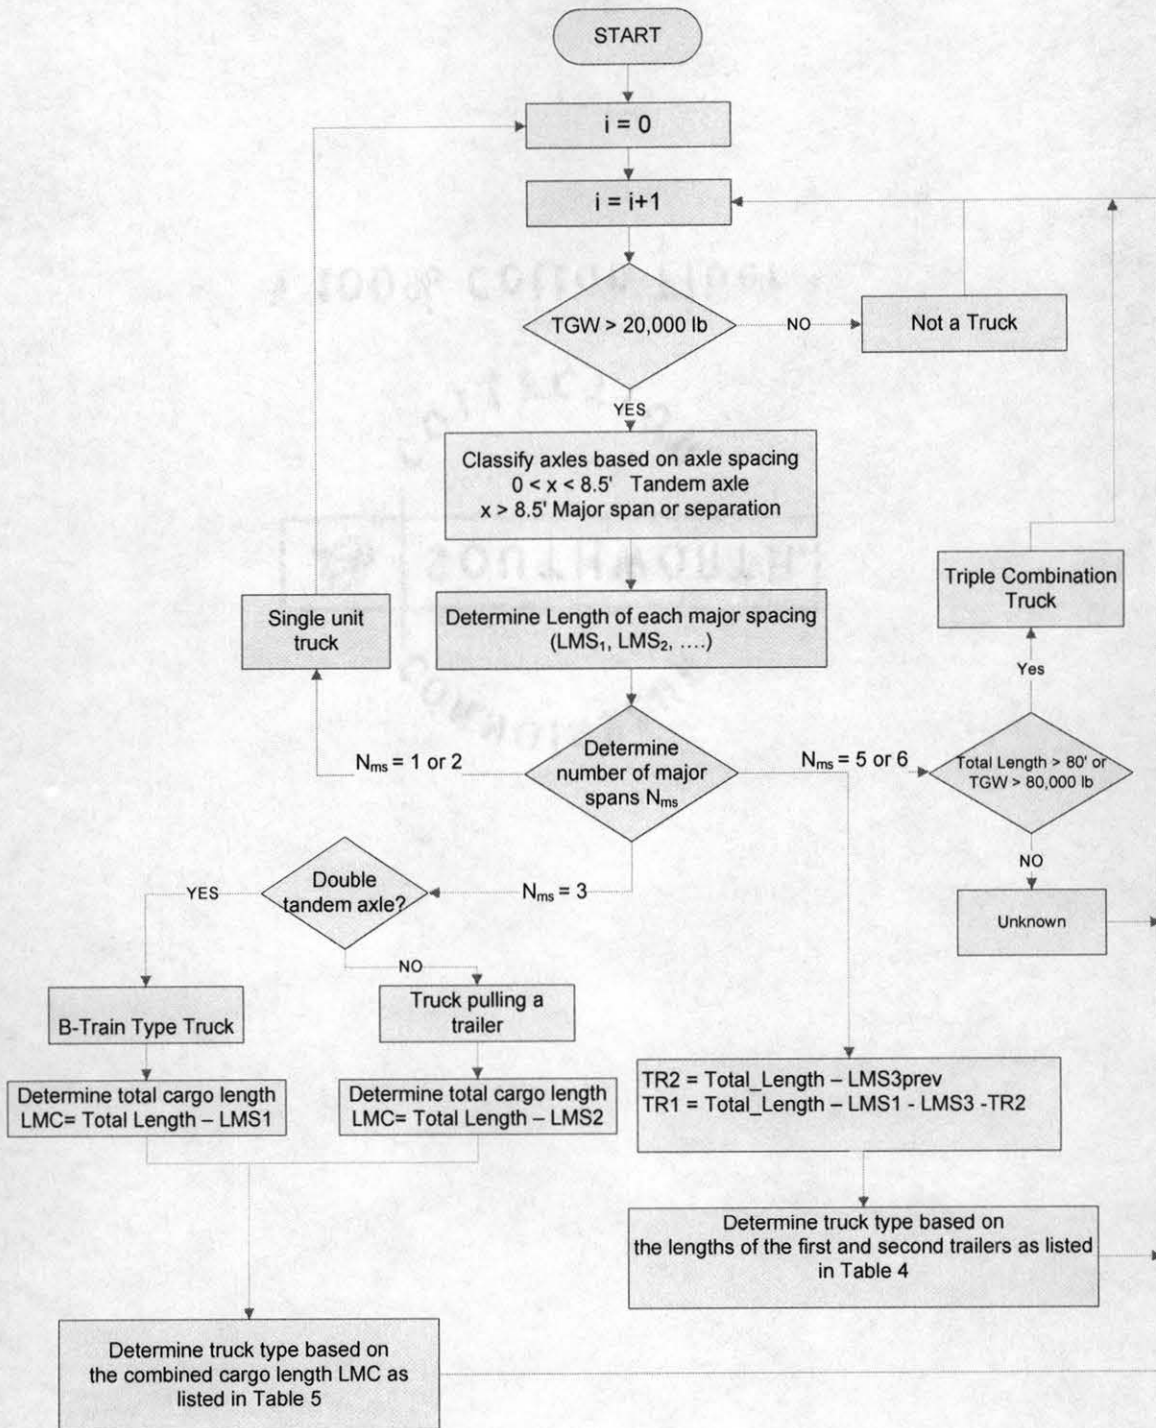 START
i = 0
i = i+1
TGW > 20,000 lb
NO
Not a Truck
YES
Classify axles based on axle spacing
0 < x < 8.5' Tandem axle
x > 8.5' Major span or separation
Triple Combination
Truck
Single unit
truck
Determine Length of each major spacing
(LMS₁, LMS₂, ....)
Yes
Nₘₛ = 1 or 2
Determine
number of major
spans Nₘₛ
Nₘₛ = 5 or 6
Total Length > 80' or
TGW > 80,000 lb
NO
Unknown
Double
tandem axle?
YES
Nₘₛ = 3
NO
B-Train Type Truck
Truck pulling a
trailer
Determine total cargo length
LMC= Total Length – LMS1
Determine total cargo length
LMC= Total Length – LMS2
TR2 = Total_Length – LMS3prev
TR1 = Total_Length – LMS1 - LMS3 -TR2
Determine truck type based on
the lengths of the first and second trailers as listed
in Table 4
Determine truck type based on
the combined cargo length LMC as
listed in Table 5